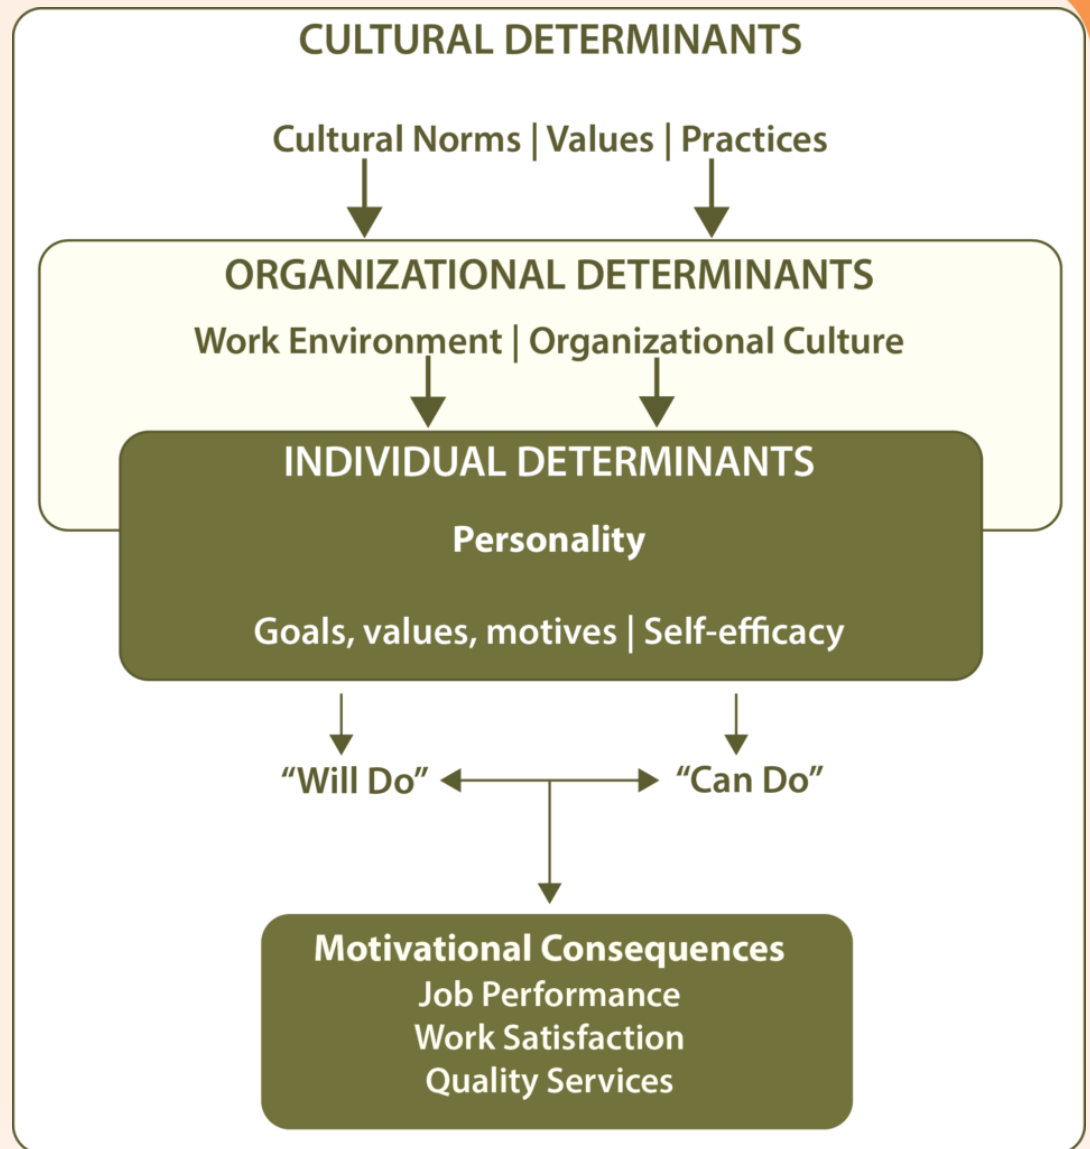 CULTURAL DETERMINANTS
Cultural Norms | Values | Practices
ORGANIZATIONAL DETERMINANTS
Work Environment | Organizational Culture
INDIVIDUAL DETERMINANTS
Personality
Goals, values, motives | Self-efficacy
“Will Do” “Can Do”
Motivational Consequences
Job Performance
Work Satisfaction
Quality Services